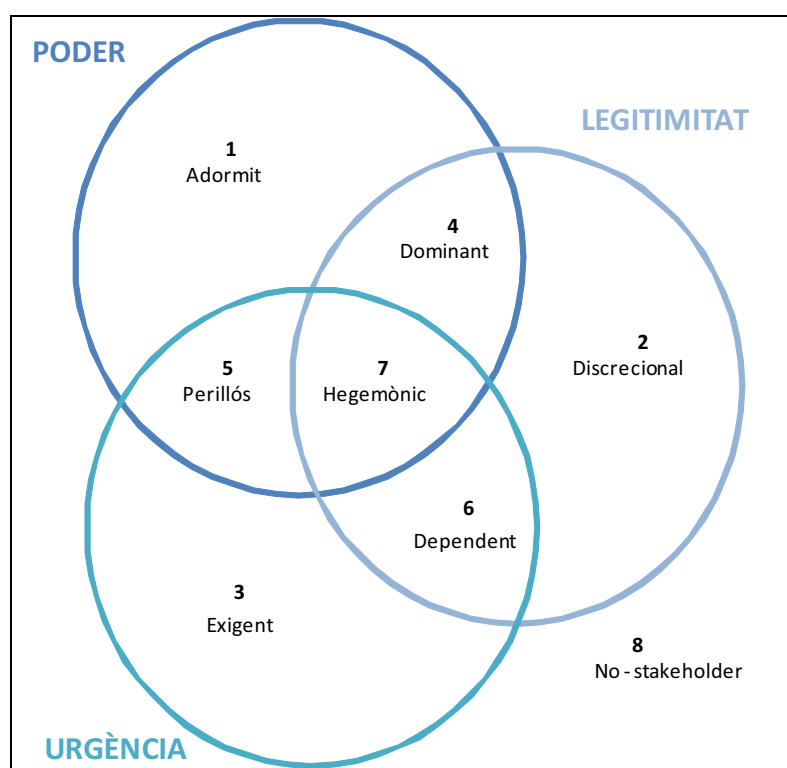 PODER
LEGITIMITAT
1
Adormit
4
Dominant
2
Discrecional
5
Perillós
7
Hegemònic
6
Dependent
3
Exigent
8
No-stakeholder
URGÈNCIA